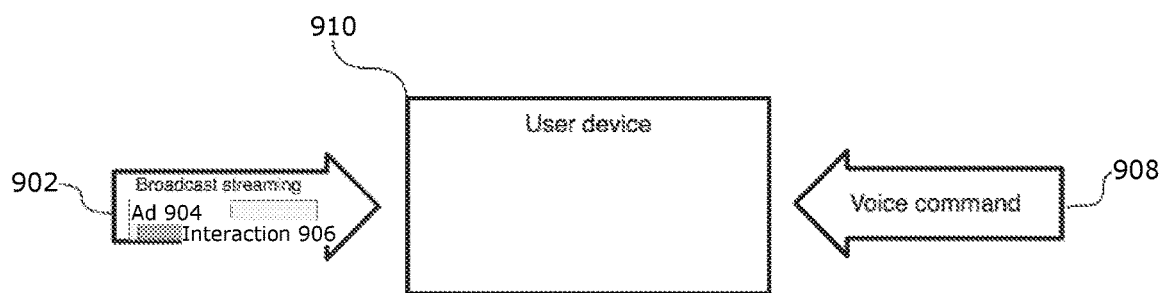 910
User device
902
Broadcast streaming
Ad 904
Interaction 906
Voice command
908